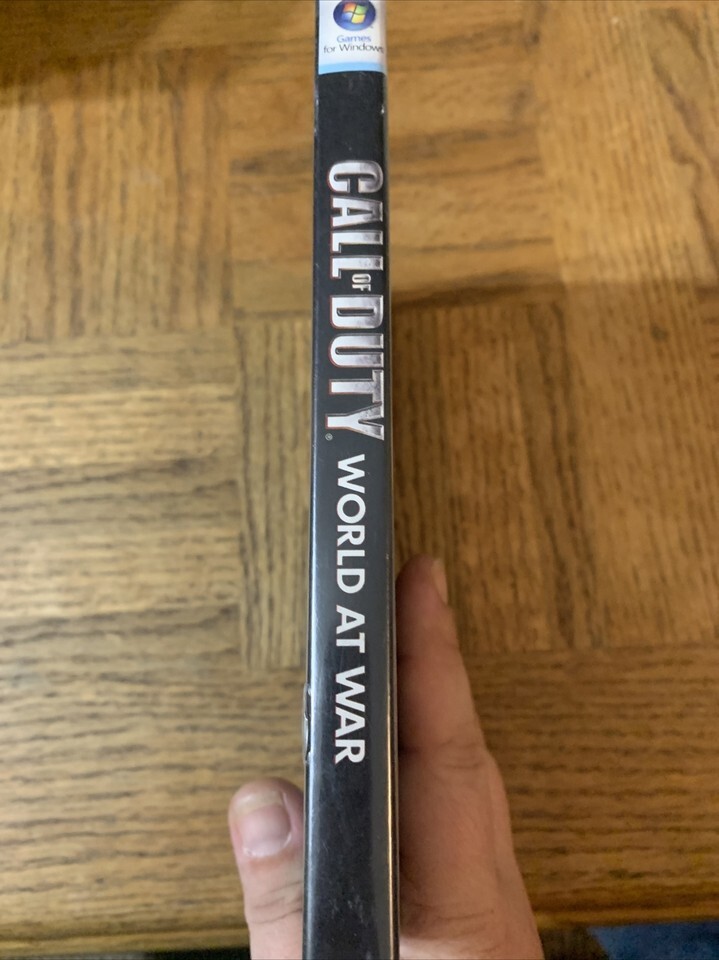 Games
for Windows
CALL OF DUTY® WORLD AT WAR